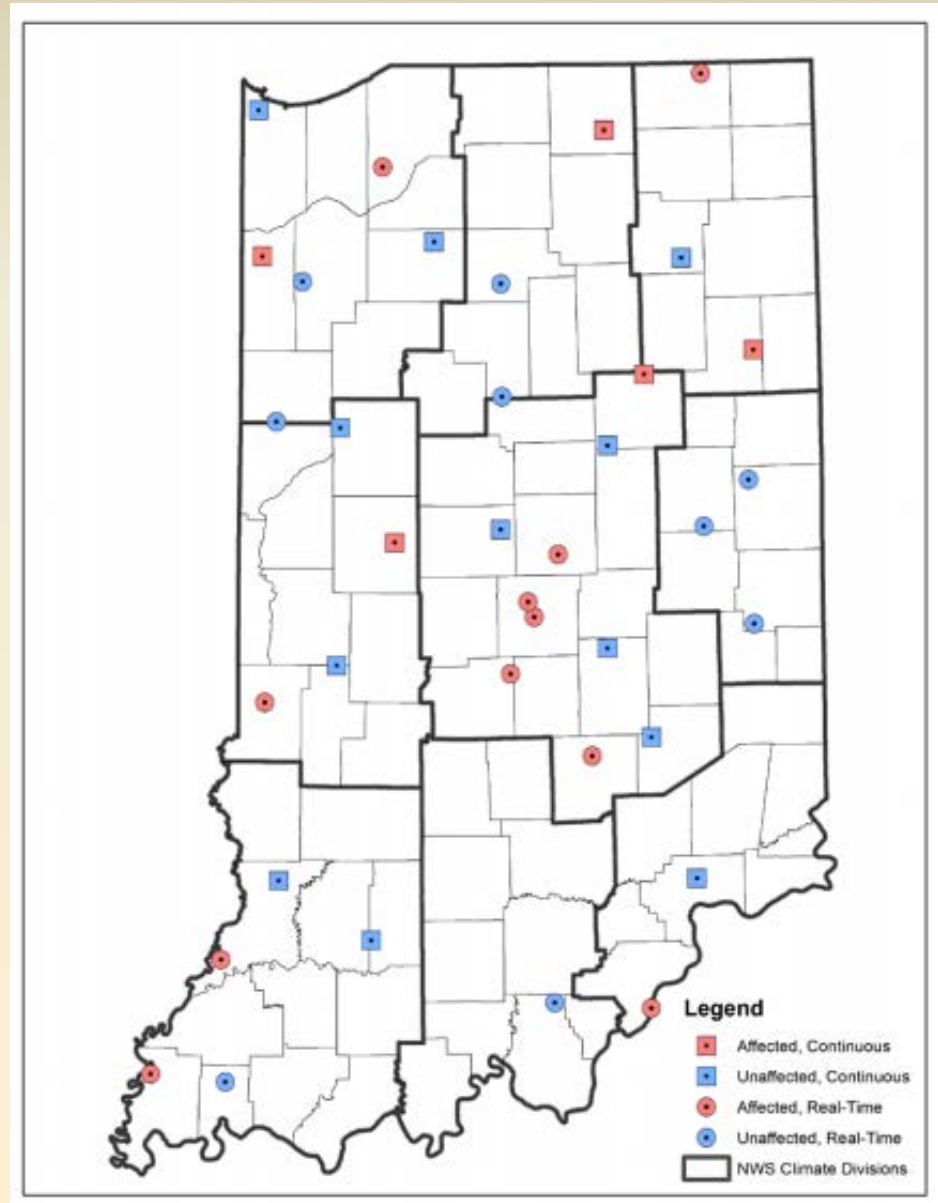 Legend
Affected, Continuous
Unaffected, Continuous
Affected, Real-Time
Unaffected, Real-Time
NWS Climate Divisions